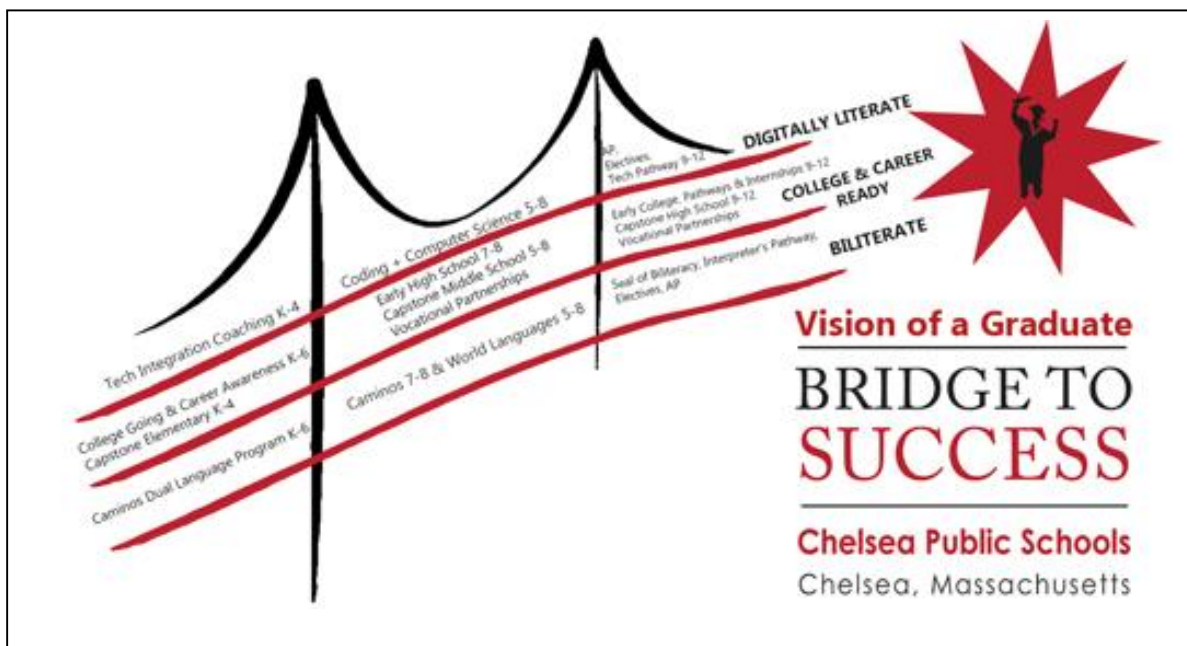 Tech Integration Coaching K-4
Coding + Computer Science 5-8
AP,
Electives,
Tech Pathway 9-12
DIGITALLY LITERATE
College Going & Career Awareness K-6
Capstone Elementary K-4
Early High School 7-8
Capstone Middle School 5-8
Vocational Partnerships
Early College, Pathways & Internships 9-12
Capstone High School 9-12
Vocational Partnerships
COLLEGE & CAREER
READY
Caminos Dual Language Program K-6
Caminos 7-8 & World Languages 5-8
Seal of Biliteracy, Interpreter's Pathway,
Electives, AP
BILITERATE
Vision of a Graduate
BRIDGE TO
SUCCESS
Chelsea Public Schools
Chelsea, Massachusetts